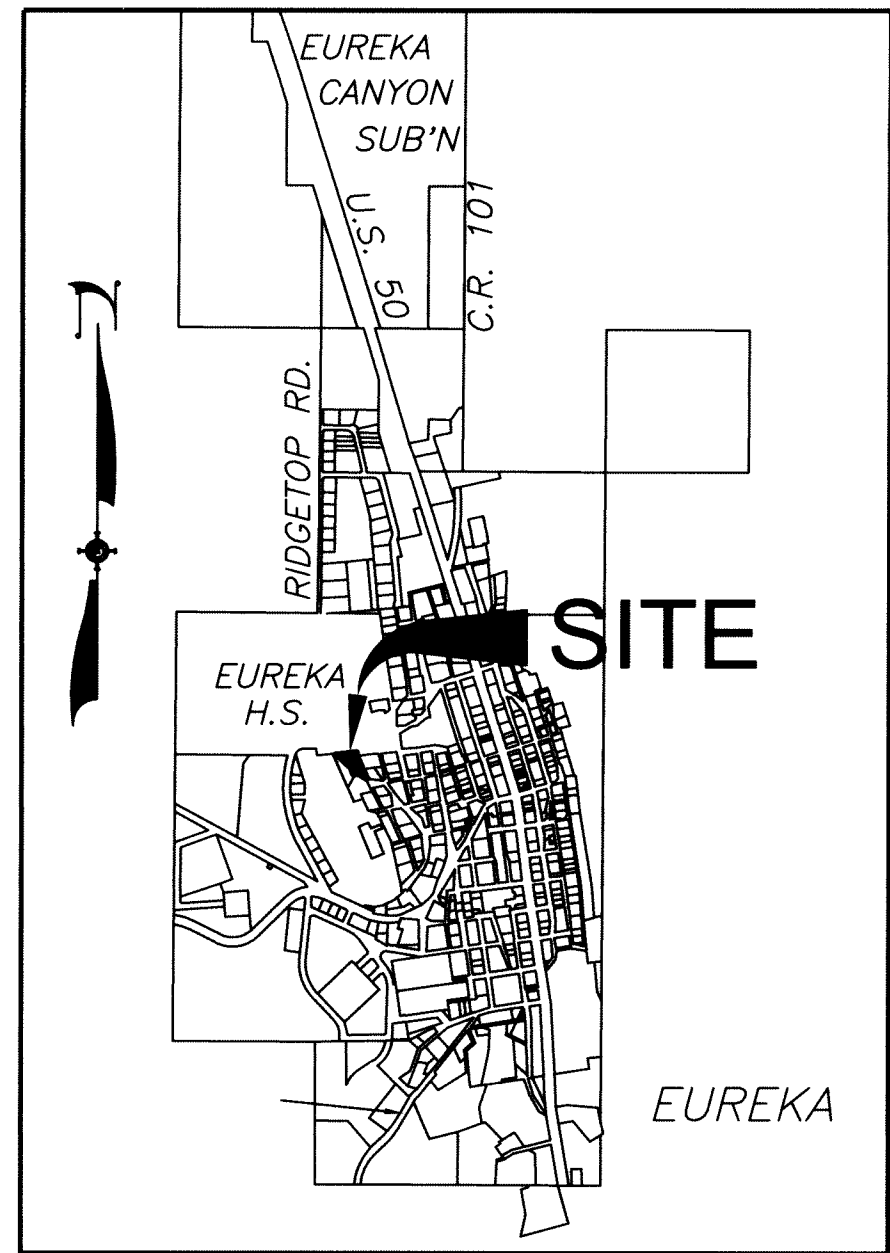 EUREKA
CANYON
SUB'N
U.S. 50
C.R. 101
RIDGETOP RD.
SITE
EUREKA
H.S.
EUREKA